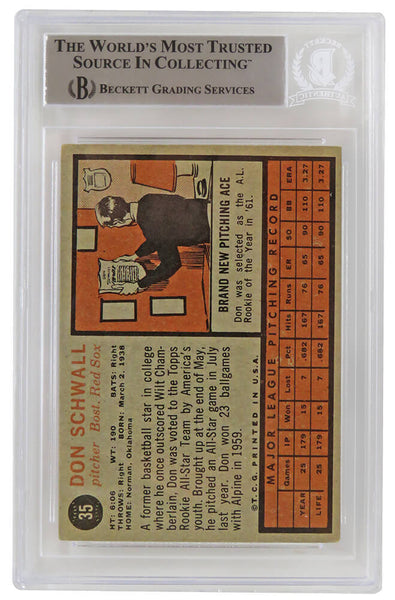 THE WORLD'S MOST TRUSTED
SOURCE IN COLLECTING™
BECKETT GRADING SERVICES
35
DON SCHWALL
pitcher Bost. Red Sox
HT: 6:06 WT: 190 BATS: Right
THROWS: Right BORN: March 2, 1938
HOME: Norman, Oklahoma
A former basketball star in college
where he once outscored Wilt Cham-
berlain, Don was voted to the Topps
Rookie All-Star Team by America's
youth. Brought up at the end of May,
he pitched an All-Star game in July
as Don won 23 ballgames
with Alpine in 1959.
BRAND NEW PITCHING ACE
Don was selected as the A.L.
Rookie of the Year in '61.
© T.C.G. PRINTED IN U.S.A.
MAJOR LEAGUE PITCHING RECORD
Games IP Won Lost Pct Hits Runs ER SO BB ERA
YEAR 25 179 15 7 .682 167 76 65 90 110 3.27
LIFE 25 179 15 7 .682 167 76 65 90 110 3.27